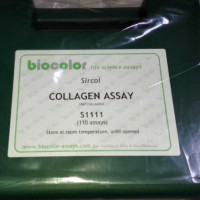 biocolor life science assays
Sircol
COLLAGEN ASSAY
S1111
(110 assays)
Store at room temperature, until opened
www.biocolor-assays.com